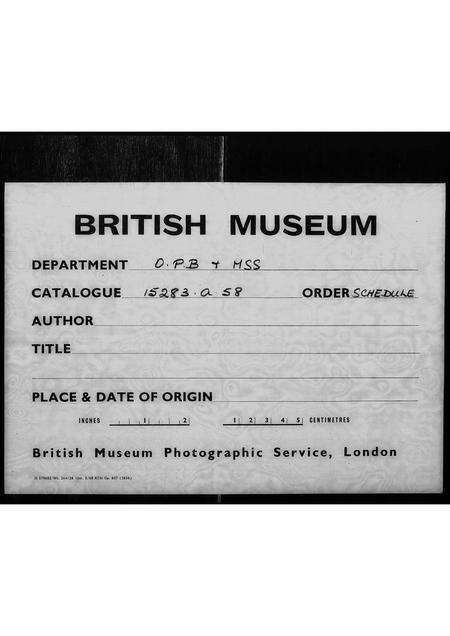 BRITISH MUSEUM
DEPARTMENT O.P.B + MSS
CATALOGUE 15283.a 58 ORDER SCHEDULE
AUTHOR
TITLE
PLACE & DATE OF ORIGIN
INCHES 1 2 1 2 3 4 5 CENTIMETRES
British Museum Photographic Service, London